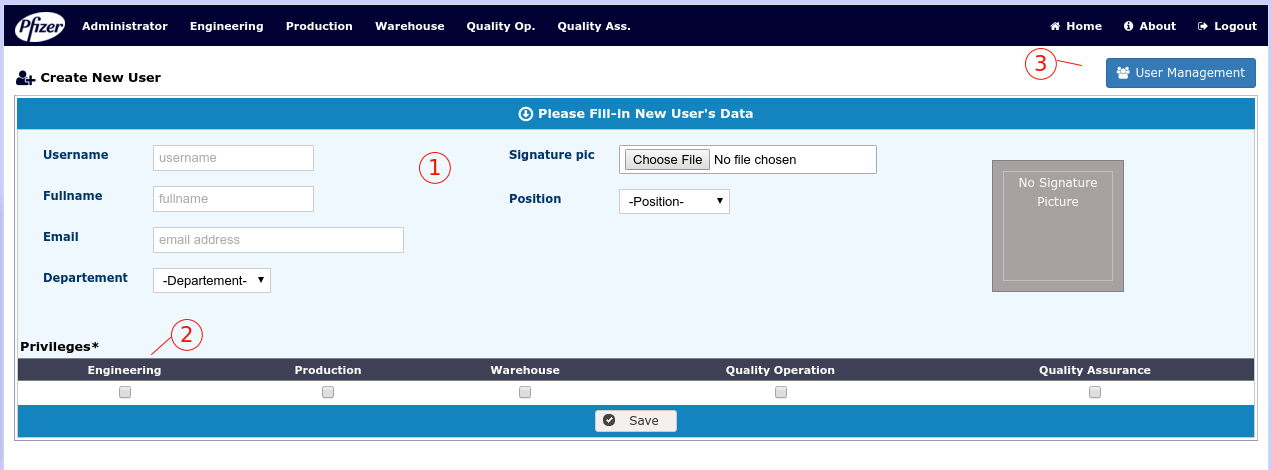 Pfizer Administrator Engineering Production Warehouse Quality Op. Quality Ass. Home About Logout
3
Create New User
User Management
Please Fill-in New User's Data
Username username
1
Signature pic Choose File No file chosen
No Signature
Picture
Fullname fullname
Position -Position-
Email email address
Departement -Departement-
2
Privileges*
Engineering Production Warehouse Quality Operation Quality Assurance
Save